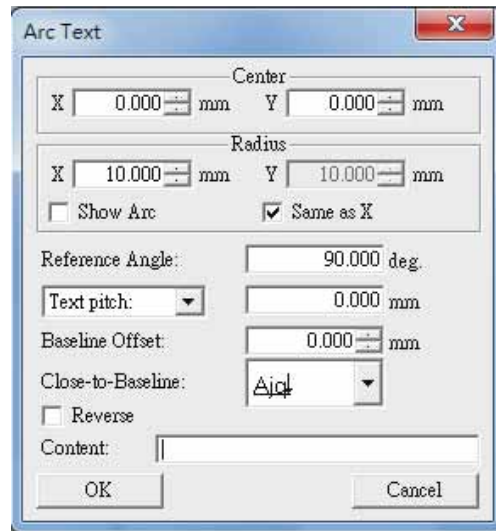 Arc Text
Center
X 0.000 mm Y 0.000 mm
Radius
X 10.000 mm Y 10.000 mm
Show Arc Same as X
Reference Angle: 90.000 deg.
Text pitch: 0.000 mm
Baseline Offset: 0.000 mm
Close-to-Baseline: Ajq
Reverse
Content:
OK Cancel